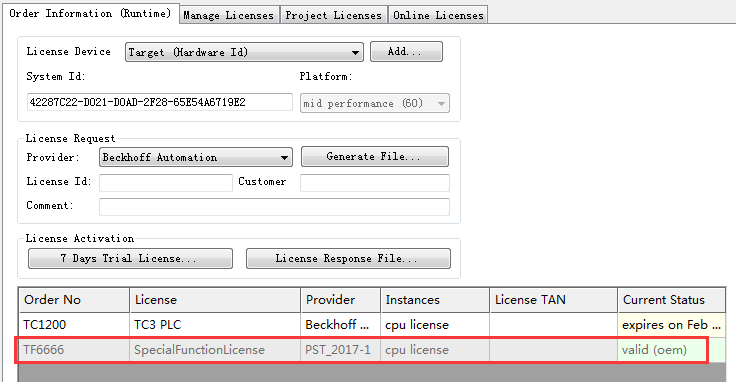 Order Information (Runtime) Manage Licenses Project Licenses Online Licenses
License Device Target (Hardware Id) Add...
System Id: Platform:
42287C22-D021-D0AD-2F28-65E54A6719E2 mid performance (60)
License Request
Provider: Beckhoff Automation Generate File...
License Id: Customer
Comment:
License Activation
7 Days Trial License... License Response File...
Order No License Provider Instances License TAN Current Status
TC1200 TC3 PLC Beckhoff ... cpu license expires on Feb ...
TF6666 SpecialFunctionLicense PST_2017-1 cpu license valid (oem)